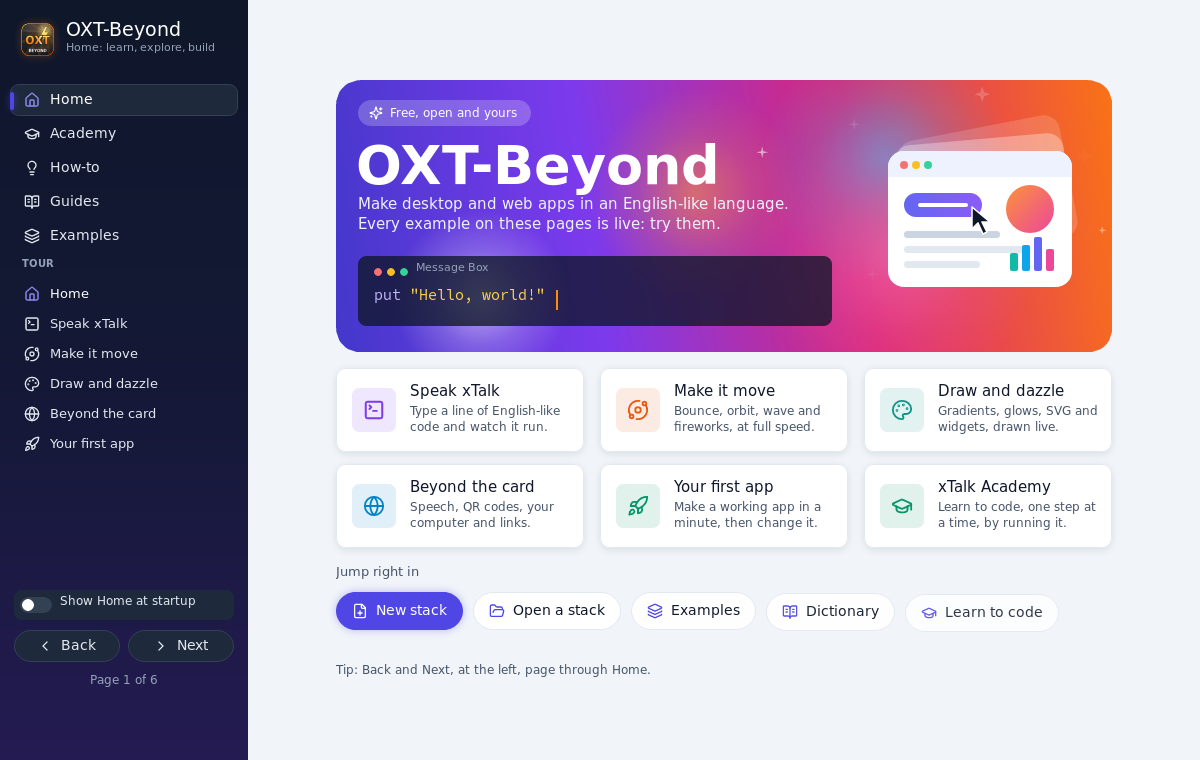 OXT
BEYOND
OXT-Beyond
Home: learn, explore, build
Home
Academy
How-to
Guides
Examples
TOUR
Home
Speak xTalk
Make it move
Draw and dazzle
Beyond the card
Your first app
Show Home at startup
Back
Next
Page 1 of 6
Free, open and yours
OXT-Beyond
Make desktop and web apps in an English-like language.
Every example on these pages is live: try them.
Message Box
put "Hello, world!"
Speak xTalk
Type a line of English-like
code and watch it run.
Make it move
Bounce, orbit, wave and
fireworks, at full speed.
Draw and dazzle
Gradients, glows, SVG and
widgets, drawn live.
Beyond the card
Speech, QR codes, your
computer and links.
Your first app
Make a working app in a
minute, then change it.
xTalk Academy
Learn to code, one step at
a time, by running it.
Jump right in
New stack
Open a stack
Examples
Dictionary
Learn to code
Tip: Back and Next, at the left, page through Home.